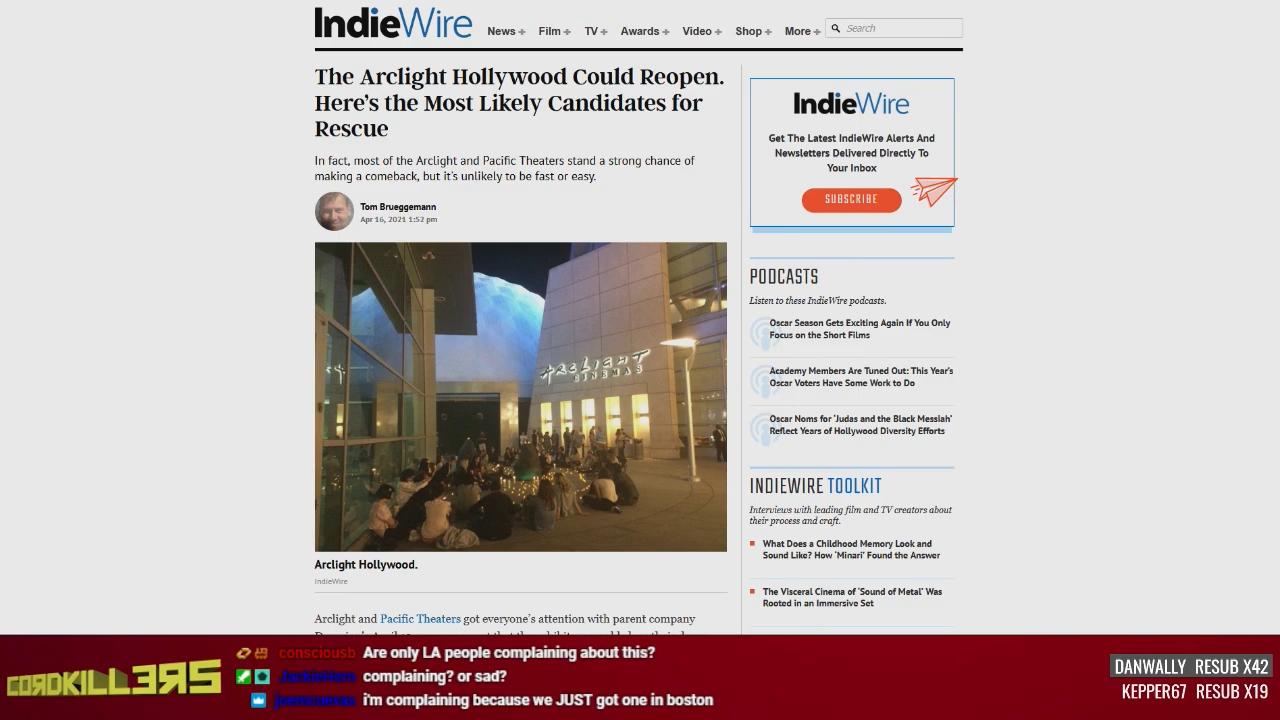 IndieWire
News + Film + TV + Awards + Video + Shop + More + Search
The Arclight Hollywood Could Reopen.
Here's the Most Likely Candidates for
Rescue
In fact, most of the Arclight and Pacific Theaters stand a strong chance of
making a comeback, but it's unlikely to be fast or easy.
Tom Brueggemann
Apr 16, 2021 1:52 pm
ARCLIGHT
CINEMAS
Arclight Hollywood.
IndieWire
Arclight and Pacific Theaters got everyone's attention with parent company
IndieWire
Get The Latest IndieWire Alerts And
Newsletters Delivered Directly To
Your Inbox
SUBSCRIBE
PODCASTS
Listen to these IndieWire podcasts.
Oscar Season Gets Exciting Again If You Only
Focus on the Short Films
Academy Members Are Tuned Out: This Year's
Oscar Voters Have Some Work to Do
Oscar Noms for 'Judas and the Black Messiah'
Reflect Years of Hollywood Diversity Efforts
INDIEWIRE TOOLKIT
Interviews with leading film and TV creators about
their process and craft.
What Does a Childhood Memory Look and
Sound Like? How 'Minari' Found the Answer
The Visceral Cinema of 'Sound of Metal' Was
Rooted in an Immersive Set
CORDKILLERS
consciousb Are only LA people complaining about this?
complaining? or sad?
i'm complaining because we JUST got one in boston
DANWALLY RESUB X42
KEPPER67 RESUB X19